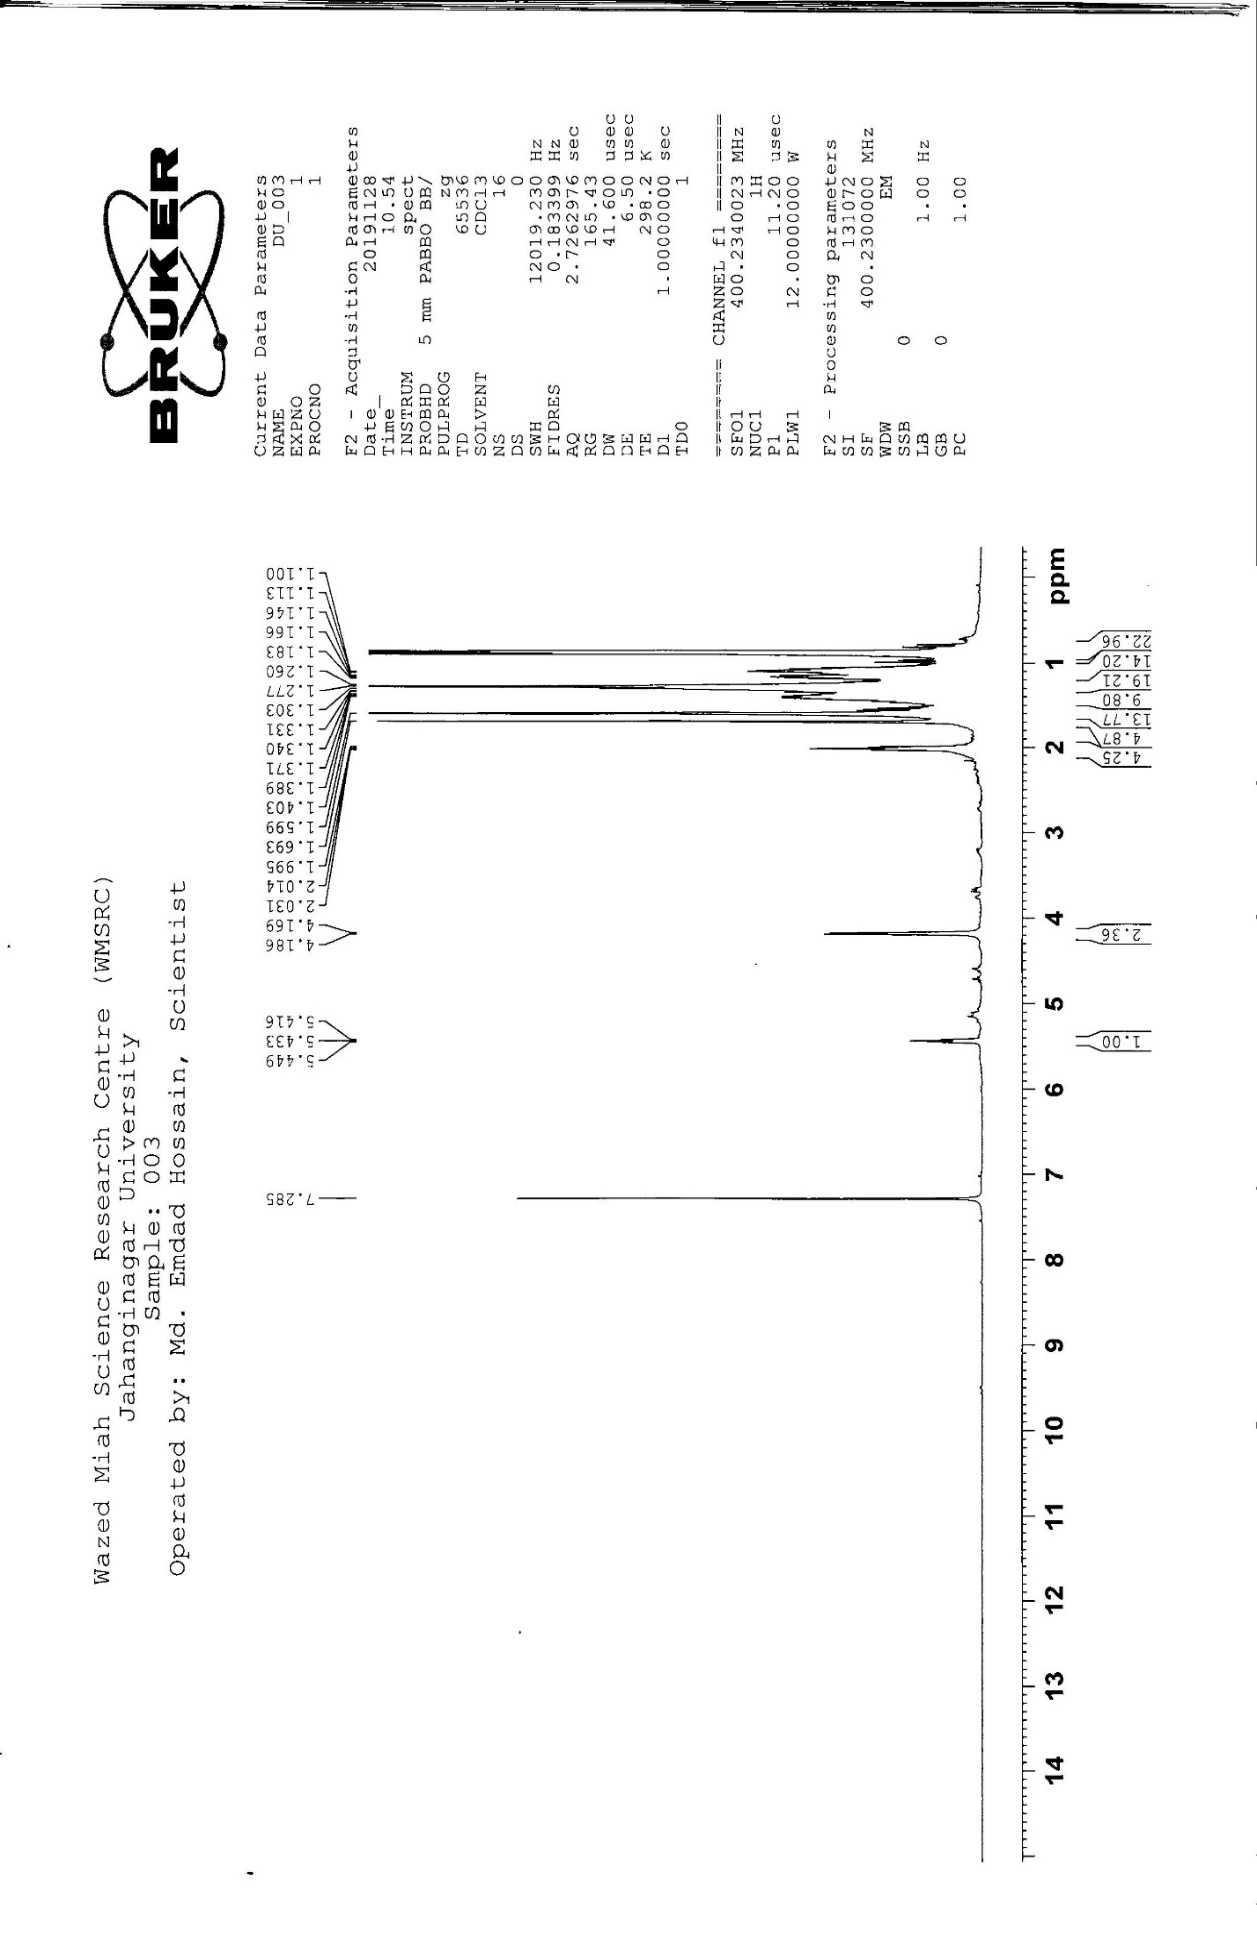 Wazed Miah Science Research Centre (WMSRC)
Jahanginagar University
Sample: 003
Operated by: Md. Emdad Hossain, Scientist
7.285
5.449
5.433
5.416
4.186
4.169
2.031
2.014
1.995
1.693
1.599
1.403
1.389
1.371
1.340
1.331
1.303
1.277
1.260
1.183
1.166
1.146
1.113
1.100
14 13 12 11 10 9 8 7 6 5 4 3 2 1 ppm
1.00
2.36
4.25
4.87
13.77
9.80
19.21
14.20
22.96
BRUKER
Current Data Parameters
NAME DU_003
EXPNO 1
PROCNO 1
F2 - Acquisition Parameters
Date_ 20191128
Time 10.54
INSTRUM spect
PROBHD 5 mm PABBO BB/
PULPROG zg
TD 65536
SOLVENT CDCl3
NS 16
DS 0
SWH 12019.230 Hz
FIDRES 0.183399 Hz
AQ 2.7262976 sec
RG 165.43
DW 41.600 usec
DE 6.50 usec
TE 298.2 K
D1 1.00000000 sec
TD0 1
======== CHANNEL f1 ========
SFO1 400.2340023 MHz
NUC1 1H
P1 11.20 usec
PLW1 12.00000000 W
F2 - Processing parameters
SI 131072
SF 400.2300000 MHz
WDW EM
SSB 0
LB 1.00 Hz
GB 0
PC 1.00